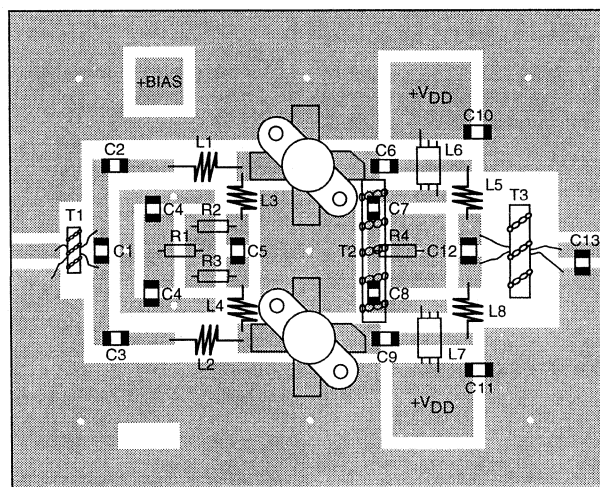 +BIAS
+VDD
C10
C2
L1
C6
L6
L3
L5
T3
C4
C7
T1
R2
C1
R1
C5
T2
R4
C12
C13
R3
C4
C8
L4
L8
C3
L2
C9
L7
C11
+VDD